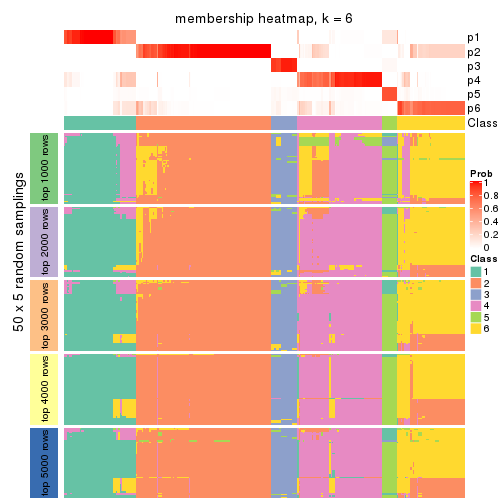 membership heatmap, k = 6
p1
p2
p3
p4
p5
p6
Class
50 x 5 random samplings
top 1000 rows
top 2000 rows
top 3000 rows
top 4000 rows
top 5000 rows
Prob
1
0.8
0.6
0.4
0.2
0
Class
1
2
3
4
5
6